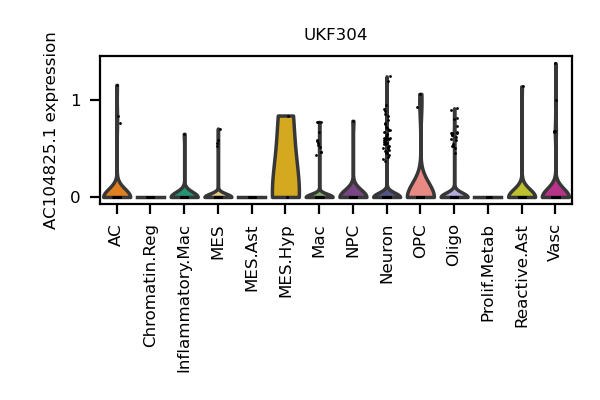 UKF304
AC104825.1 expression
1
0
AC
Chromatin.Reg
Inflammatory.Mac
MES
MES.Ast
MES.Hyp
Mac
NPC
Neuron
OPC
Oligo
Prolif.Metab
Reactive.Ast
Vasc